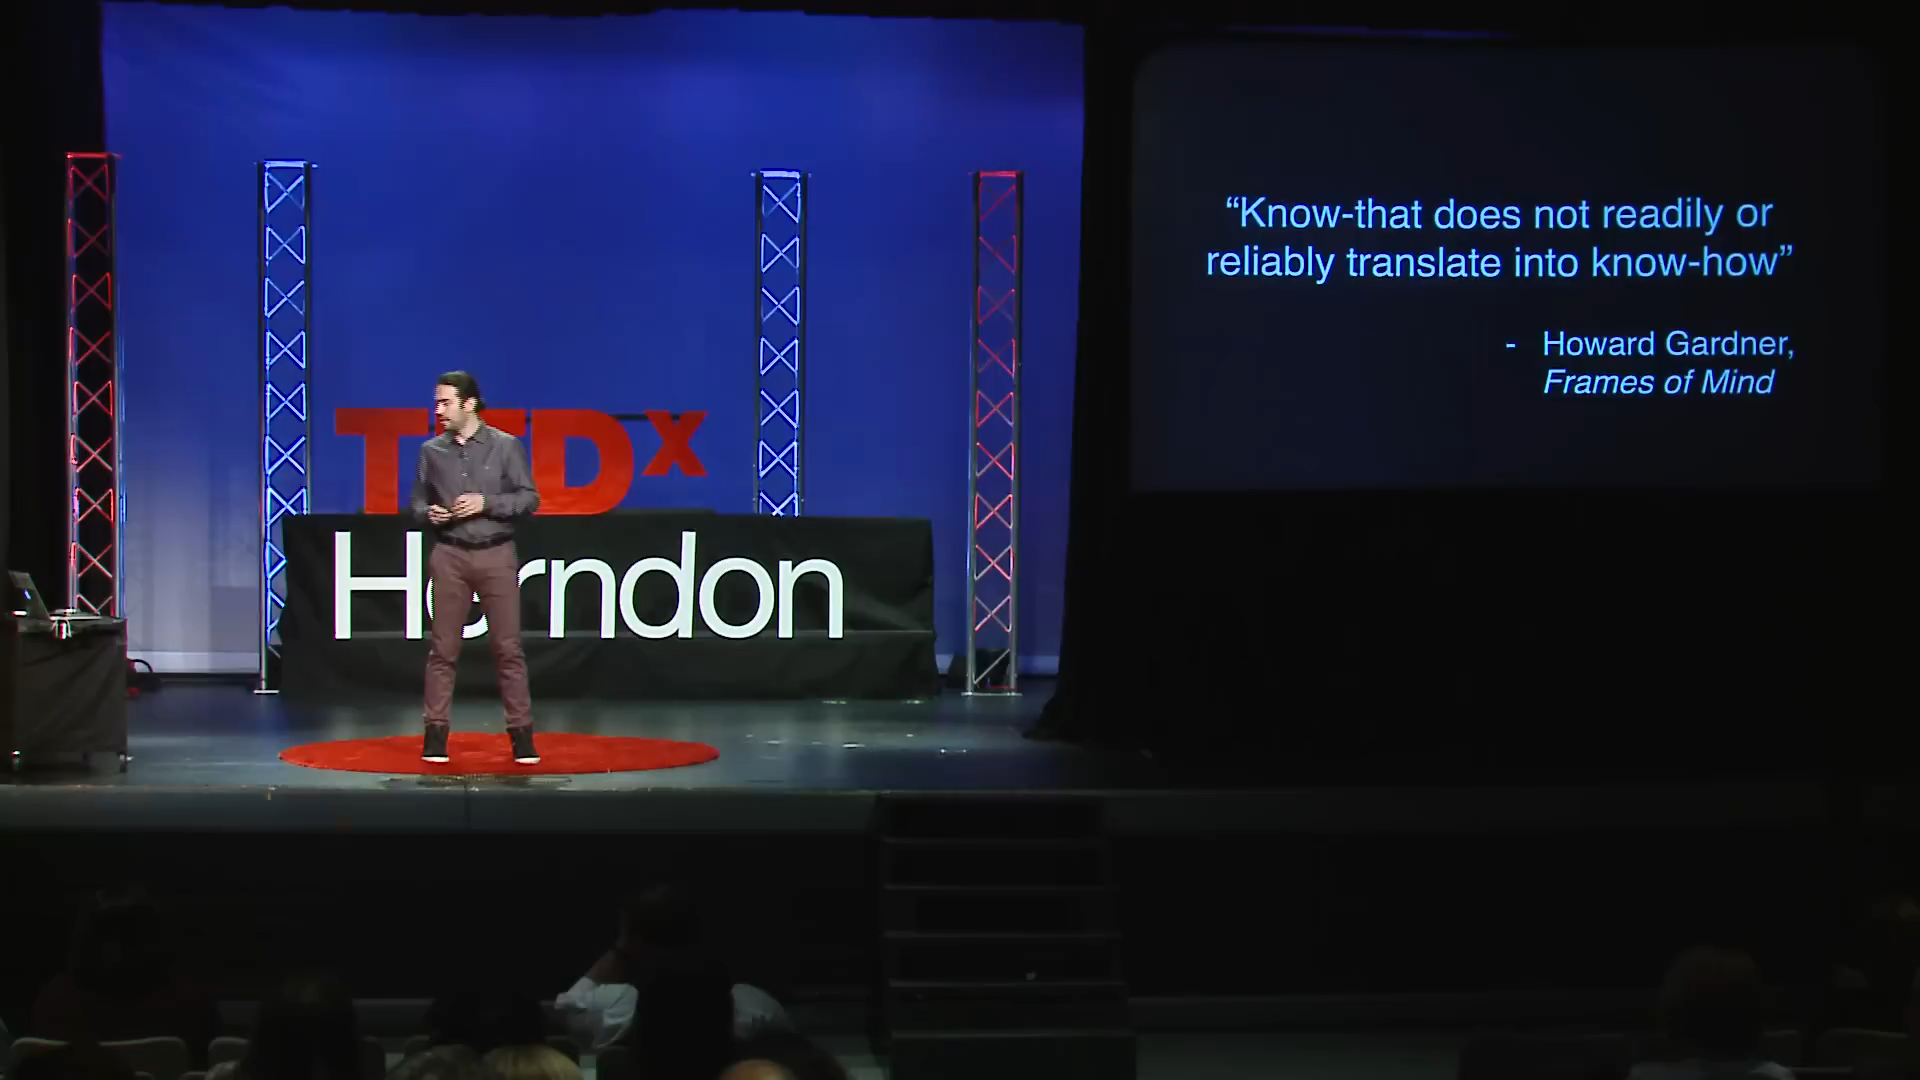 TEDx
Herndon
“Know-that does not readily or
reliably translate into know-how”
- Howard Gardner,
Frames of Mind